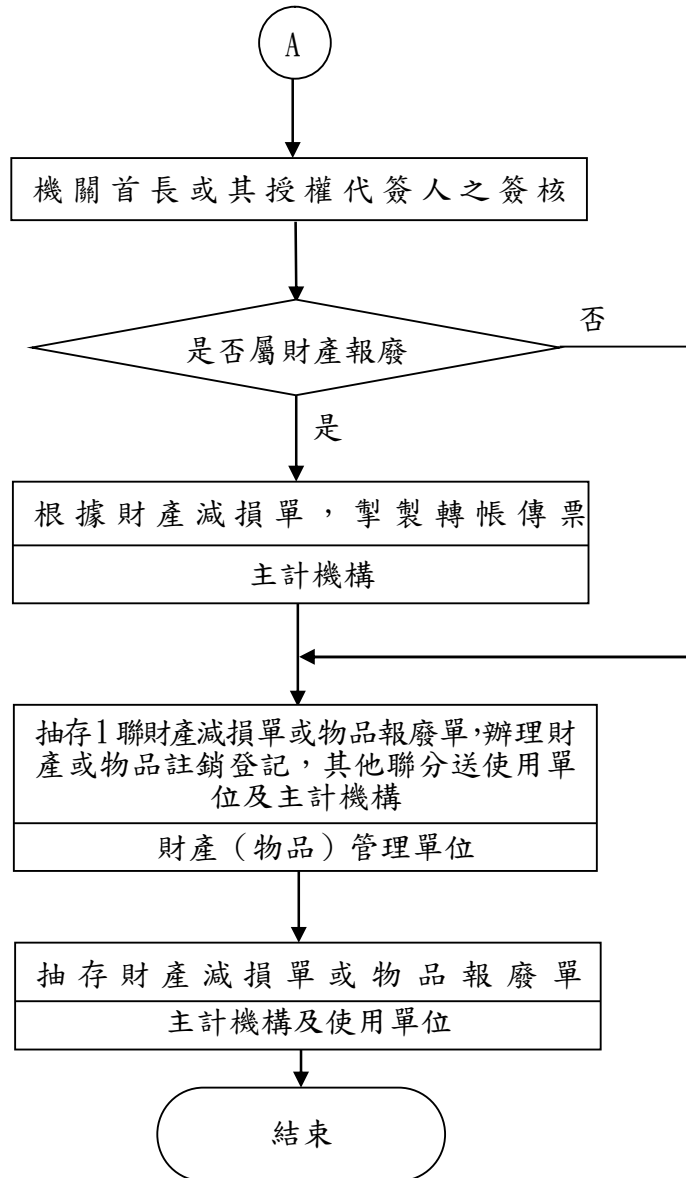 A
機關首長或其授權代簽人之簽核
是否屬財產報廢
否
是
根據財產減損單，掣製轉帳傳票
主計機構
抽存1聯財產減損單或物品報廢單，辦理財
產或物品註銷登記，其他聯分送使用單
位及主計機構
財產（物品）管理單位
抽存財產減損單或物品報廢單
主計機構及使用單位
結束